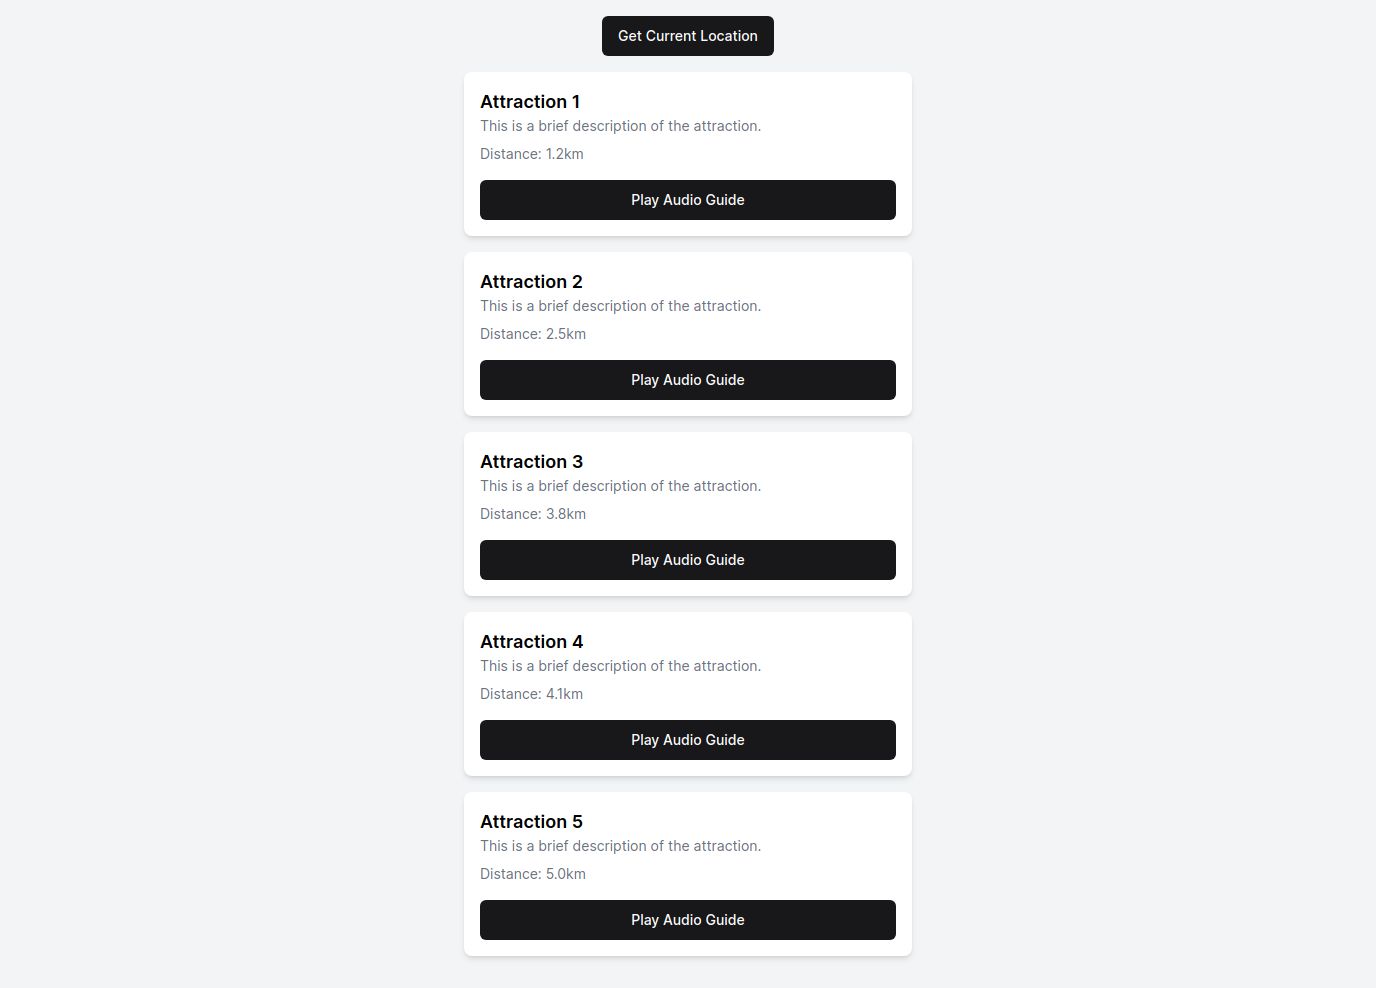 Get Current Location
Attraction 1
This is a brief description of the attraction.
Distance: 1.2km
Play Audio Guide
Attraction 2
This is a brief description of the attraction.
Distance: 2.5km
Play Audio Guide
Attraction 3
This is a brief description of the attraction.
Distance: 3.8km
Play Audio Guide
Attraction 4
This is a brief description of the attraction.
Distance: 4.1km
Play Audio Guide
Attraction 5
This is a brief description of the attraction.
Distance: 5.0km
Play Audio Guide